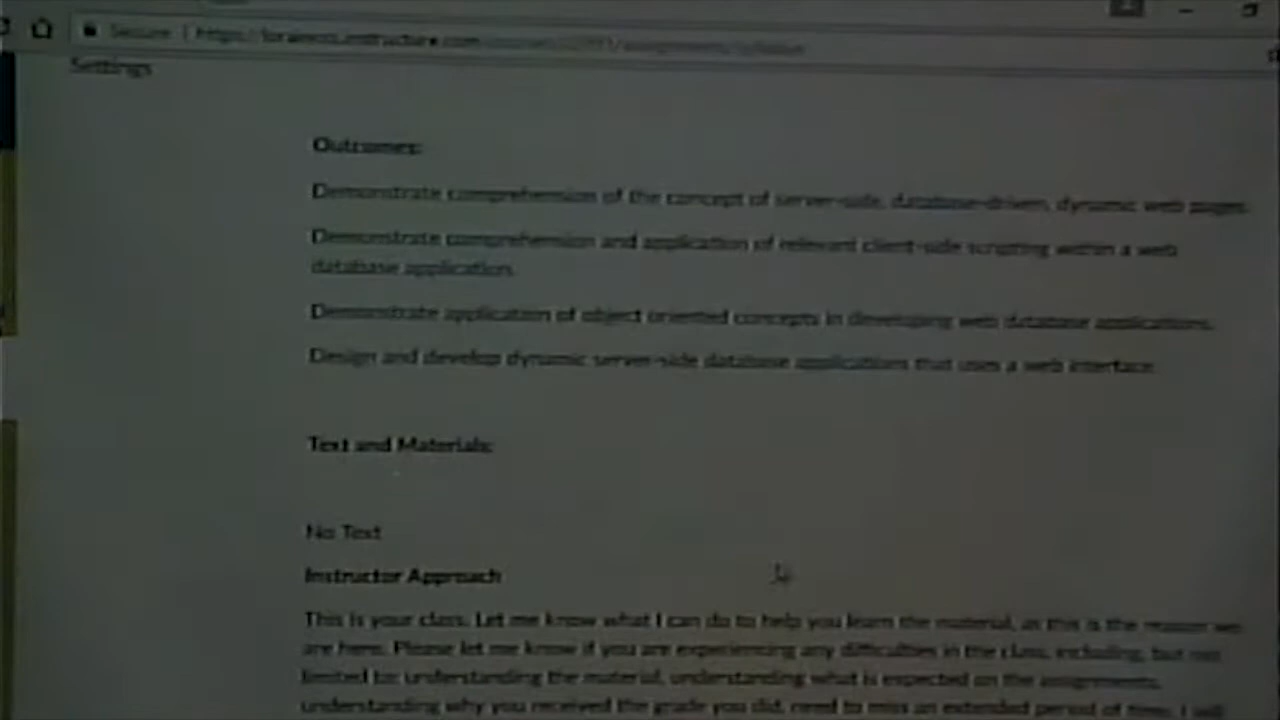 Secure
Settings
Outcomes:
Demonstrate comprehension of the concept of server-side, database-driven, dynamic web pages.
Demonstrate comprehension and application of relevant client-side scripting within a web
database application.
Demonstrate application of object oriented concepts in developing web database applications.
Design and develop dynamic server-side database applications that uses a web interface.
Text and Materials:
No Text
Instructor Approach
This is your class. Let me know what I can do to help you learn the material, as this is the reason we
are here. Please let me know if you are experiencing any difficulties in the class, including, but not
limited to: understanding the material, understanding what is expected on the assignments,
understanding why you received the grade you did, need to miss an extended period of time. I will